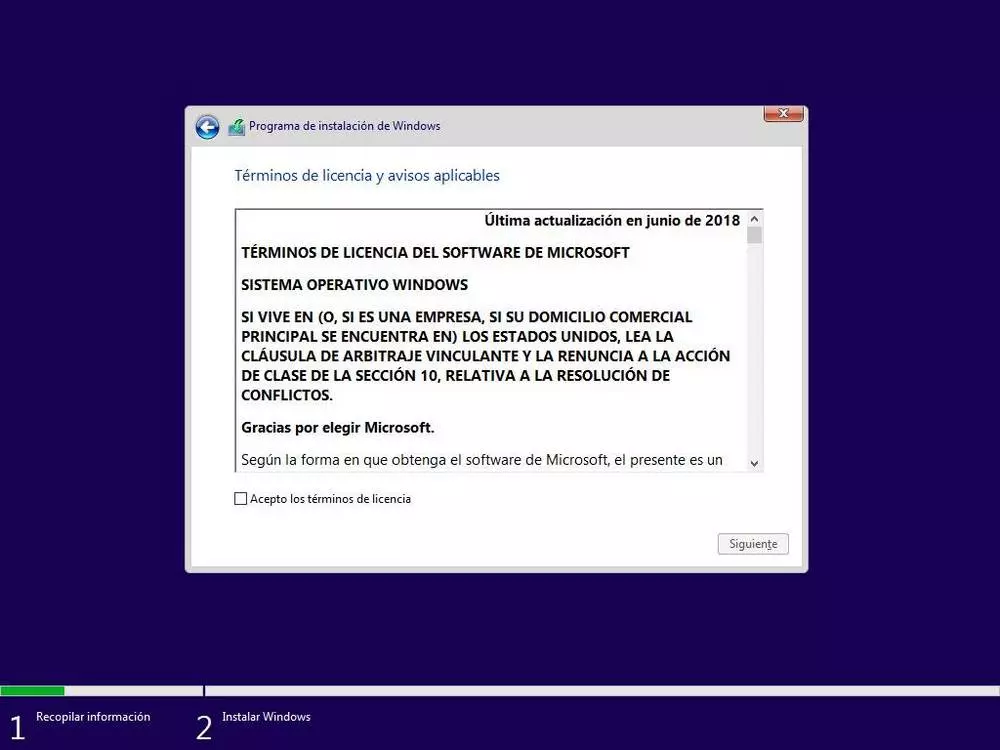 Programa de instalación de Windows
Términos de licencia y avisos aplicables
Última actualización en junio de 2018
TÉRMINOS DE LICENCIA DEL SOFTWARE DE MICROSOFT
SISTEMA OPERATIVO WINDOWS
SI VIVE EN (O, SI ES UNA EMPRESA, SI SU DOMICILIO COMERCIAL
PRINCIPAL SE ENCUENTRA EN) LOS ESTADOS UNIDOS, LEA LA
CLÁUSULA DE ARBITRAJE VINCULANTE Y LA RENUNCIA A LA ACCIÓN
DE CLASE DE LA SECCIÓN 10, RELATIVA A LA RESOLUCIÓN DE
CONFLICTOS.
Gracias por elegir Microsoft.
Según la forma en que obtenga el software de Microsoft, el presente es un
Acepto los términos de licencia
Siguiente
1 Recopilar información
2 Instalar Windows